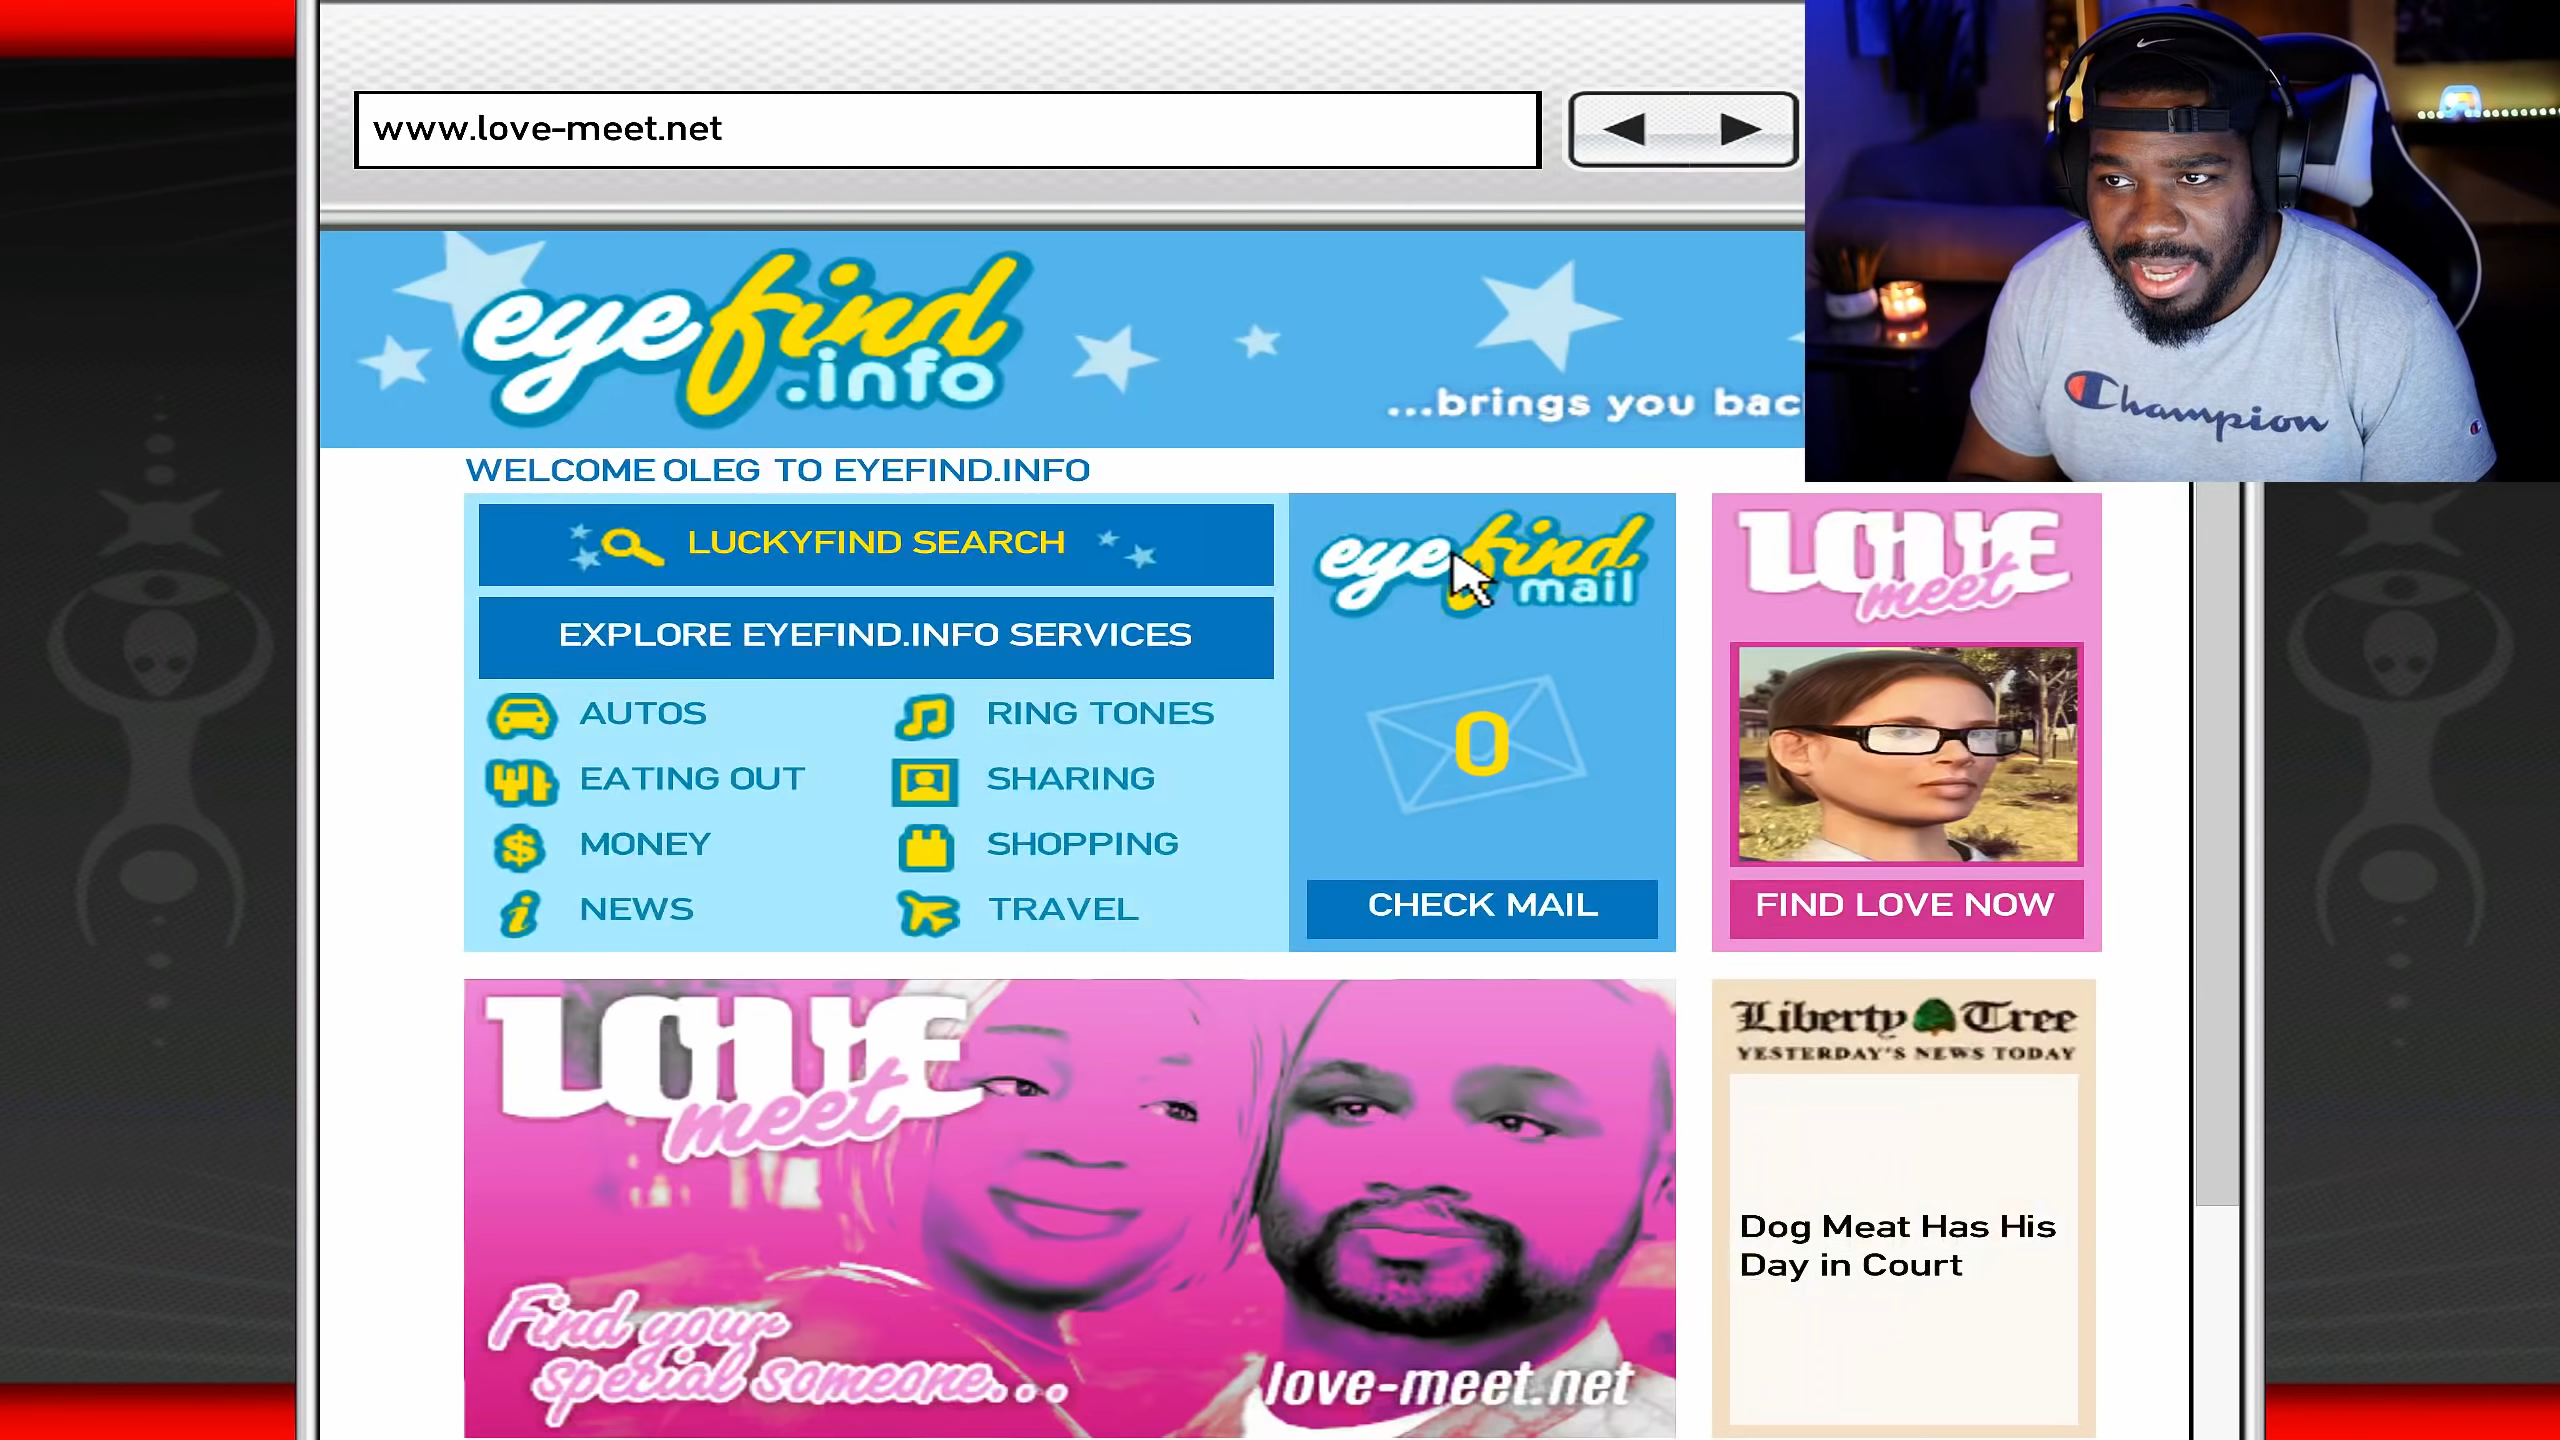 www.love-meet.net
eyefind
.info
...brings you bac
WELCOME OLEG TO EYEFIND.INFO
LUCKYFIND SEARCH
EXPLORE EYEFIND.INFO SERVICES
AUTOS
RING TONES
EATING OUT
SHARING
MONEY
SHOPPING
NEWS
TRAVEL
eyefind
mail
0
CHECK MAIL
LOVE
meet
FIND LOVE NOW
LOVE
meet
Find your
special someone...
love-meet.net
Liberty Tree
YESTERDAY'S NEWS TODAY
Dog Meat Has His
Day in Court
Champion